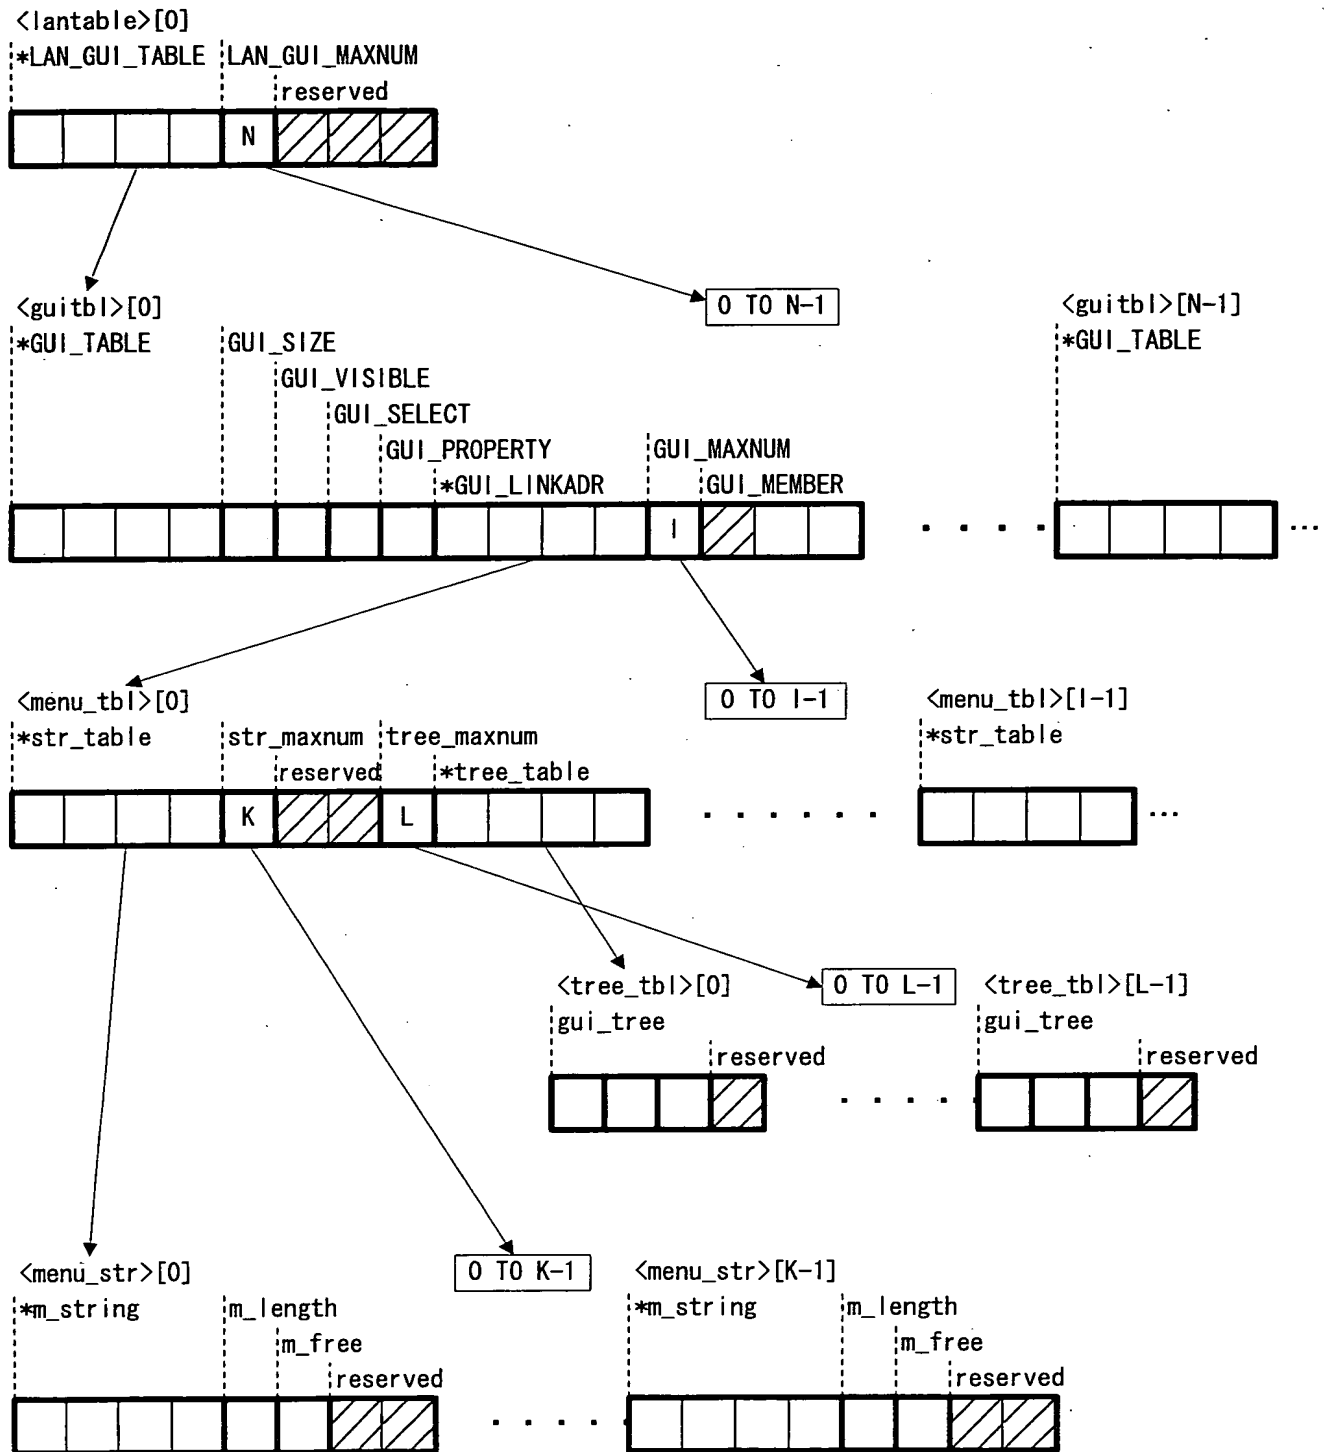 <lantable>[0]
*LAN_GUI_TABLE LAN_GUI_MAXNUM
reserved
N
<guitbl>[0] 0 TO N-1 <guitbl>[N-1]
*GUI_TABLE GUI_SIZE *GUI_TABLE
GUI_VISIBLE
GUI_SELECT
GUI_PROPERTY GUI_MAXNUM
*GUI_LINKADR GUI_MEMBER
I
<menu_tbl>[0] 0 TO I-1 <menu_tbl>[I-1]
*str_table str_maxnum tree_maxnum *str_table
reserved *tree_table
K L
<tree_tbl>[0] 0 TO L-1 <tree_tbl>[L-1]
gui_tree gui_tree
reserved reserved
<menu_str>[0] 0 TO K-1 <menu_str>[K-1]
*m_string m_length *m_string m_length
m_free m_free
reserved reserved